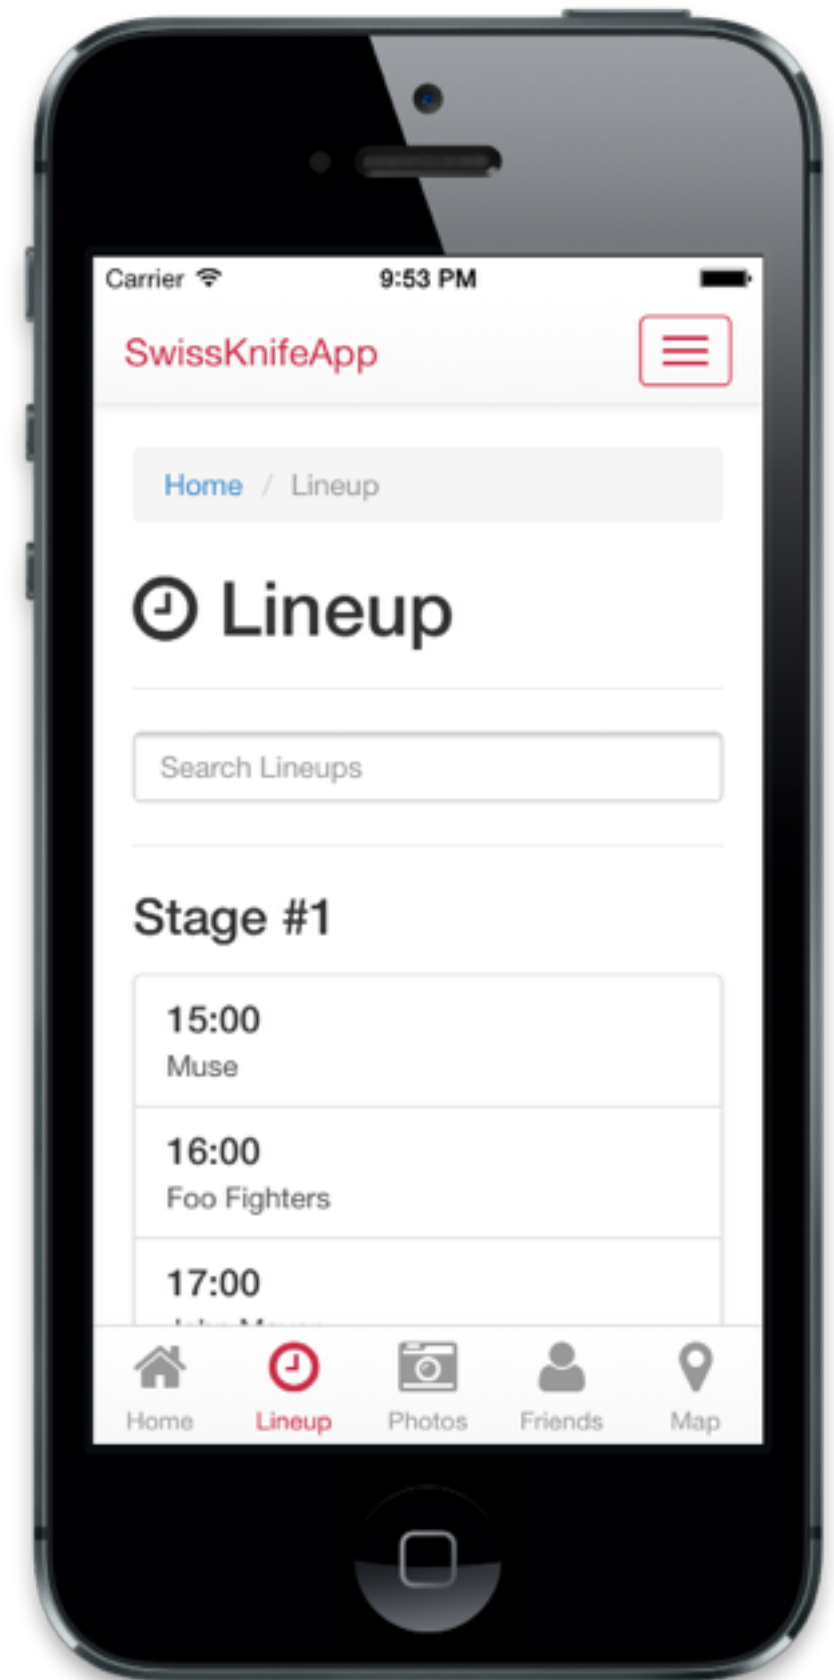 Carrier 9:53 PM
SwissKnifeApp
Home / Lineup
Lineup
Search Lineups
Stage #1
15:00
Muse
16:00
Foo Fighters
17:00
Home Lineup Photos Friends Map